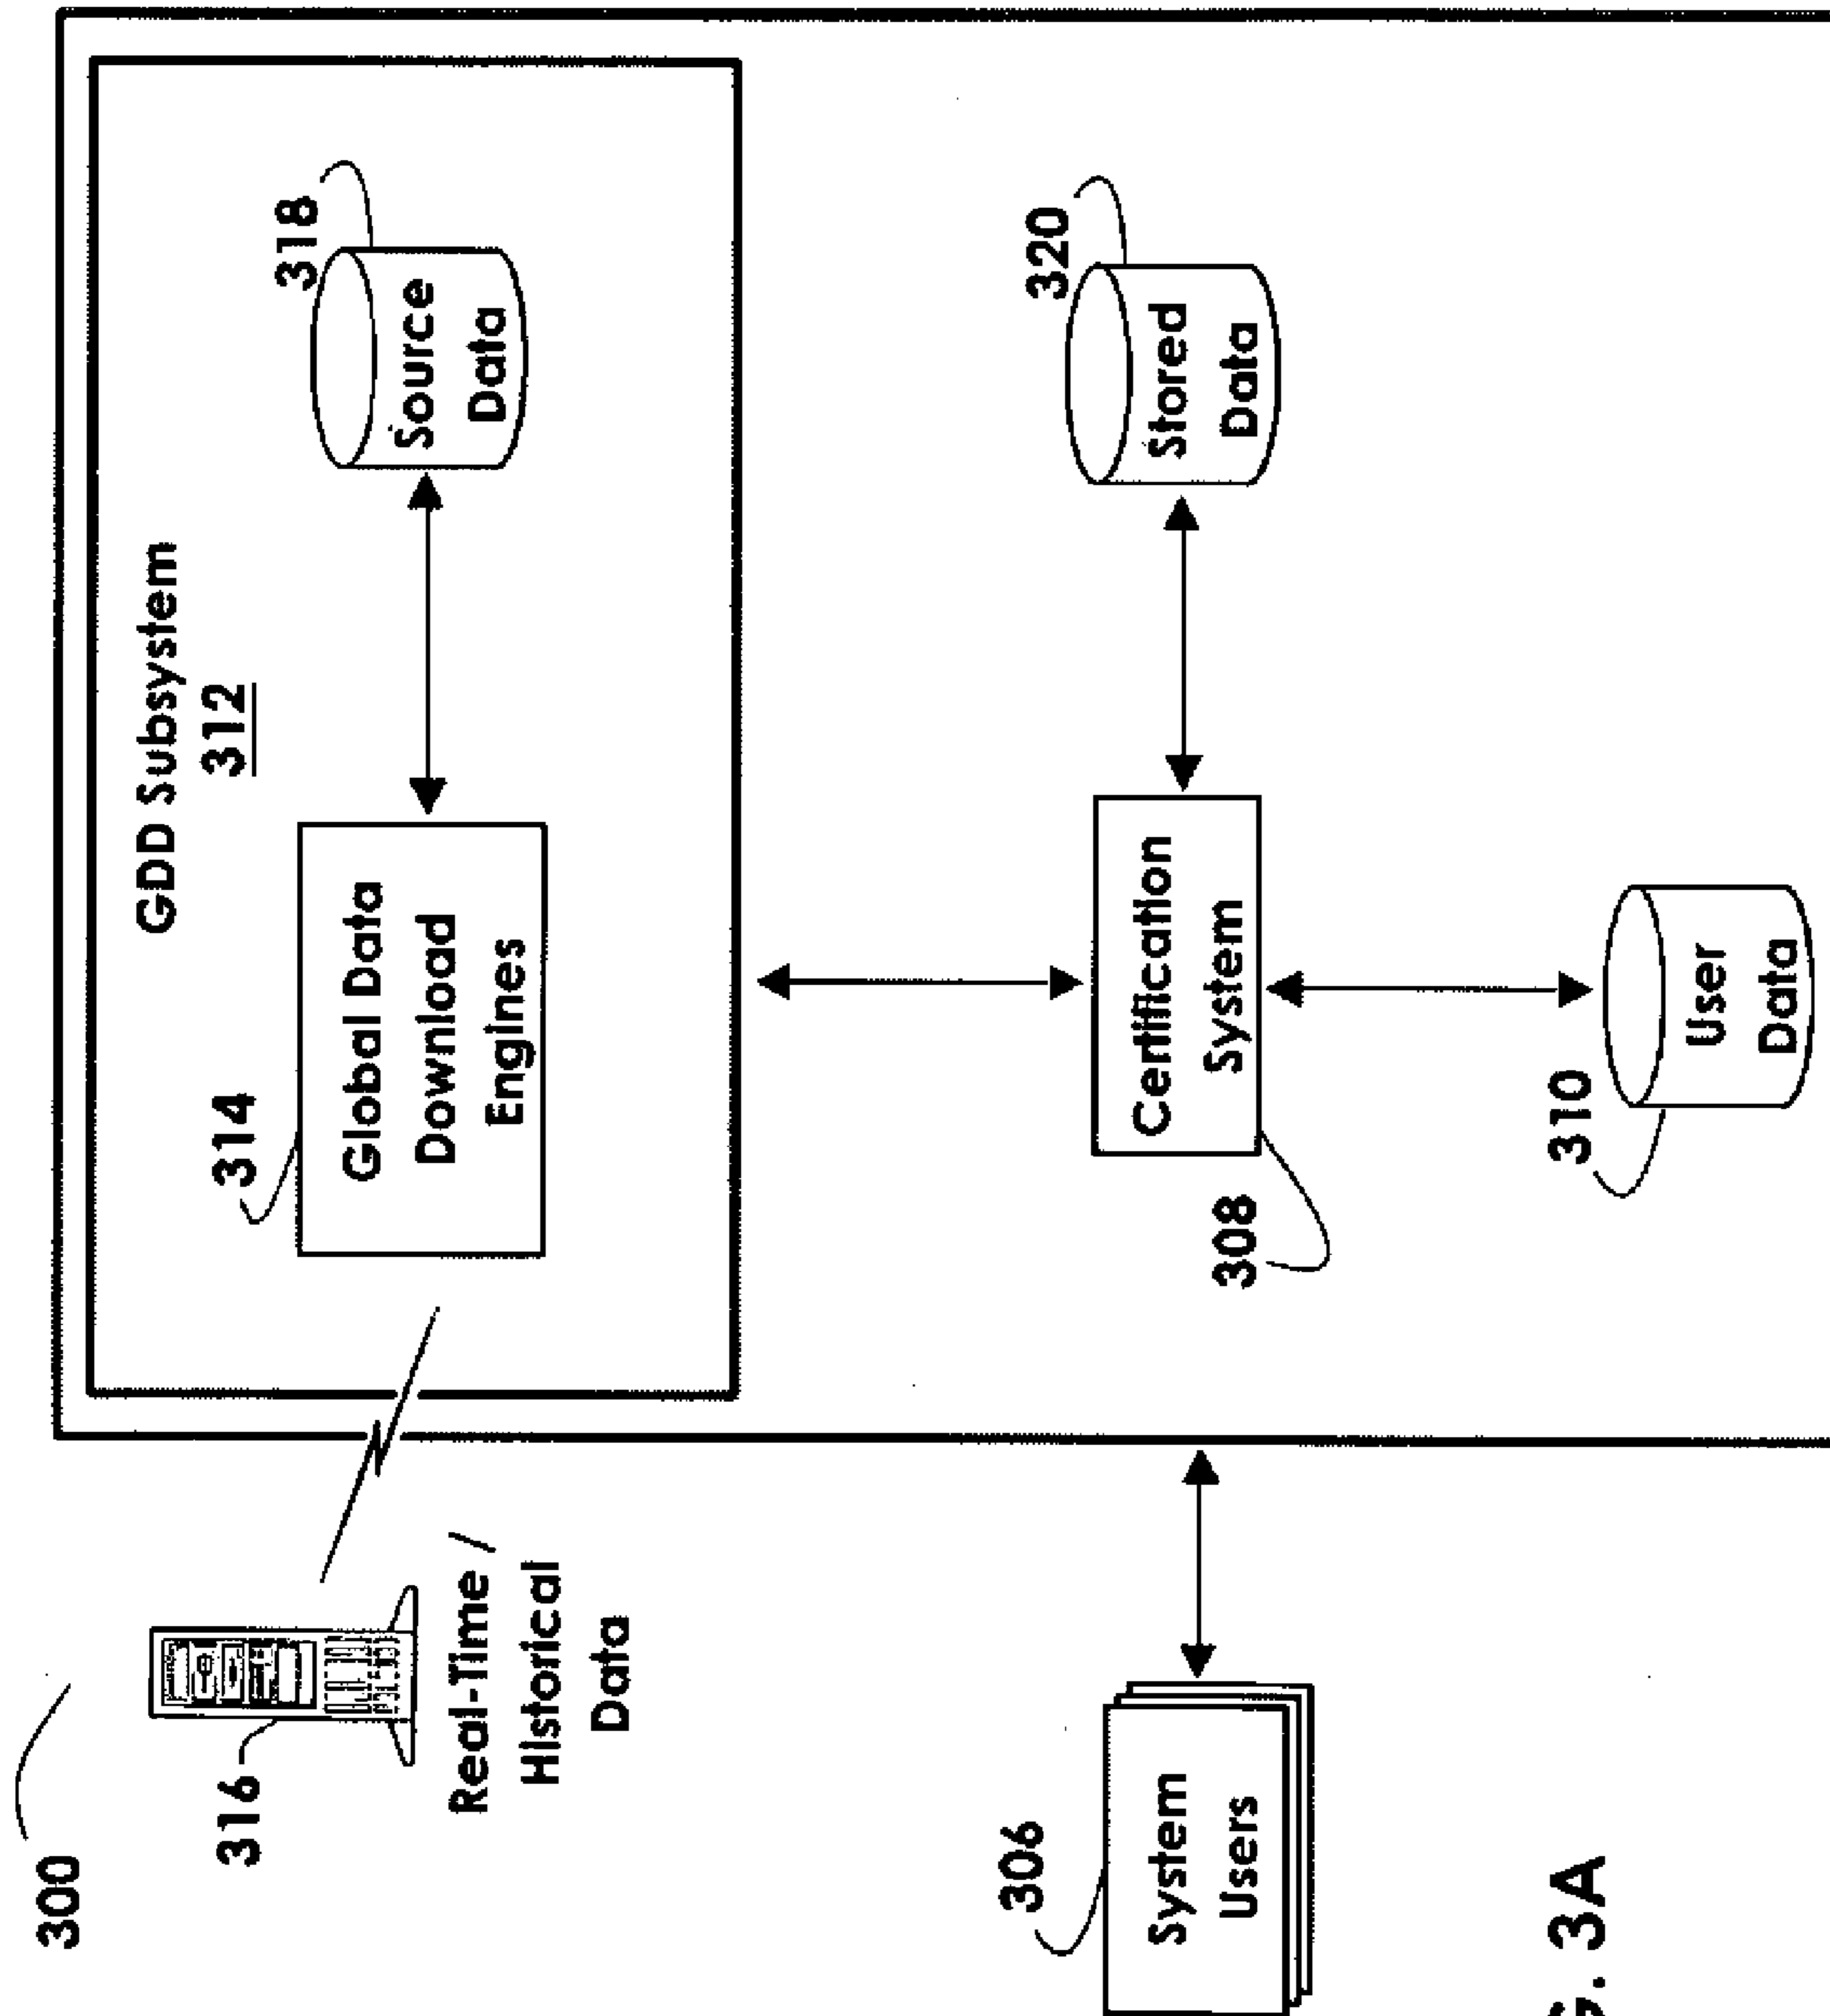 300
316
Real-Time /
Historical
Data
GDD Subsystem
312
314
Global Data
Download
Engines
318
Source
Data
306
System
Users
308
Certification
System
320
Stored
Data
310
User
Data
3A